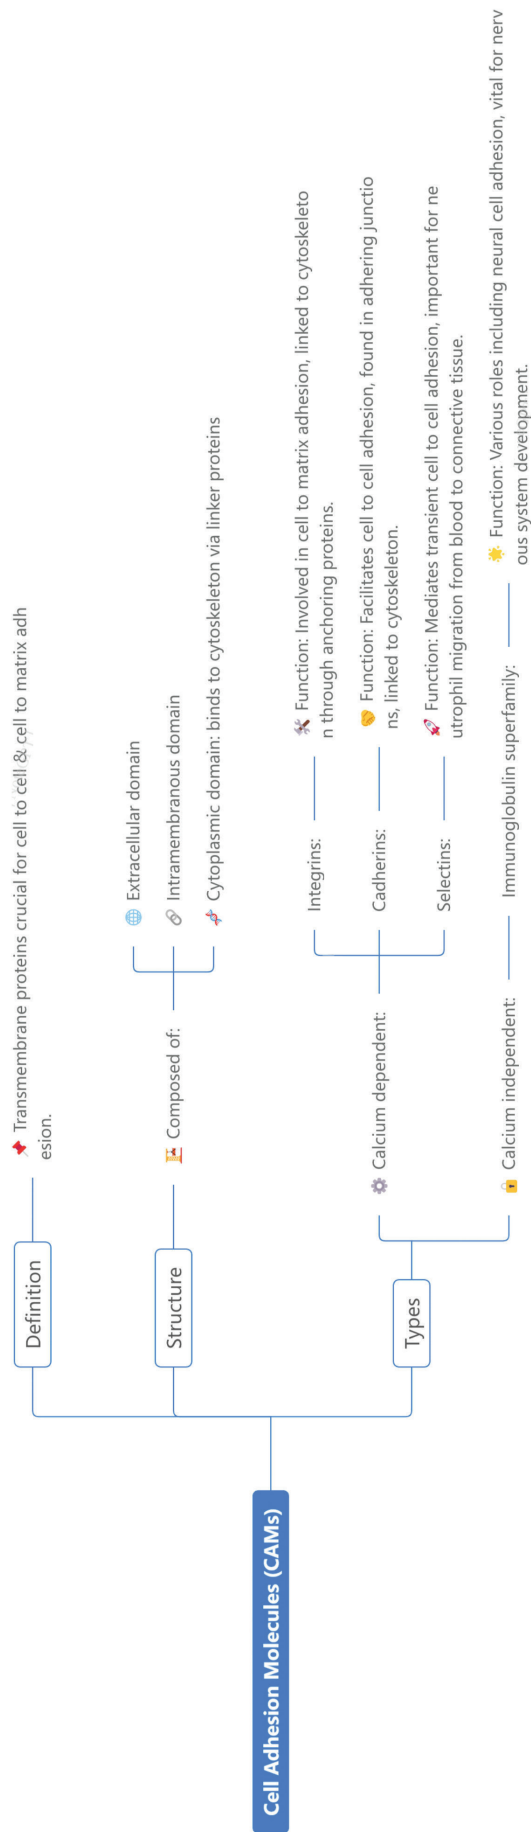 Cell Adhesion Molecules (CAMs)
Definition
📌 Transmembrane proteins crucial for cell to cell & cell to matrix adh
esion.
Structure
Composed of:
🌐 Extracellular domain
🔗 Intramembranous domain
🧬 Cytoplasmic domain: binds to cytoskeleton via linker proteins
Types
⚙️ Calcium dependent:
Integrins:
🛠️ Function: Involved in cell to matrix adhesion, linked to cytoskeleto
n through anchoring proteins.
Cadherins:
🤝 Function: Facilitates cell to cell adhesion, found in adhering junctio
ns, linked to cytoskeleton.
Selectins:
🚀 Function: Mediates transient cell to cell adhesion, important for ne
utrophil migration from blood to connective tissue.
🔒 Calcium independent:
Immunoglobulin superfamily:
🌟 Function: Various roles including neural cell adhesion, vital for nerv
ous system development.